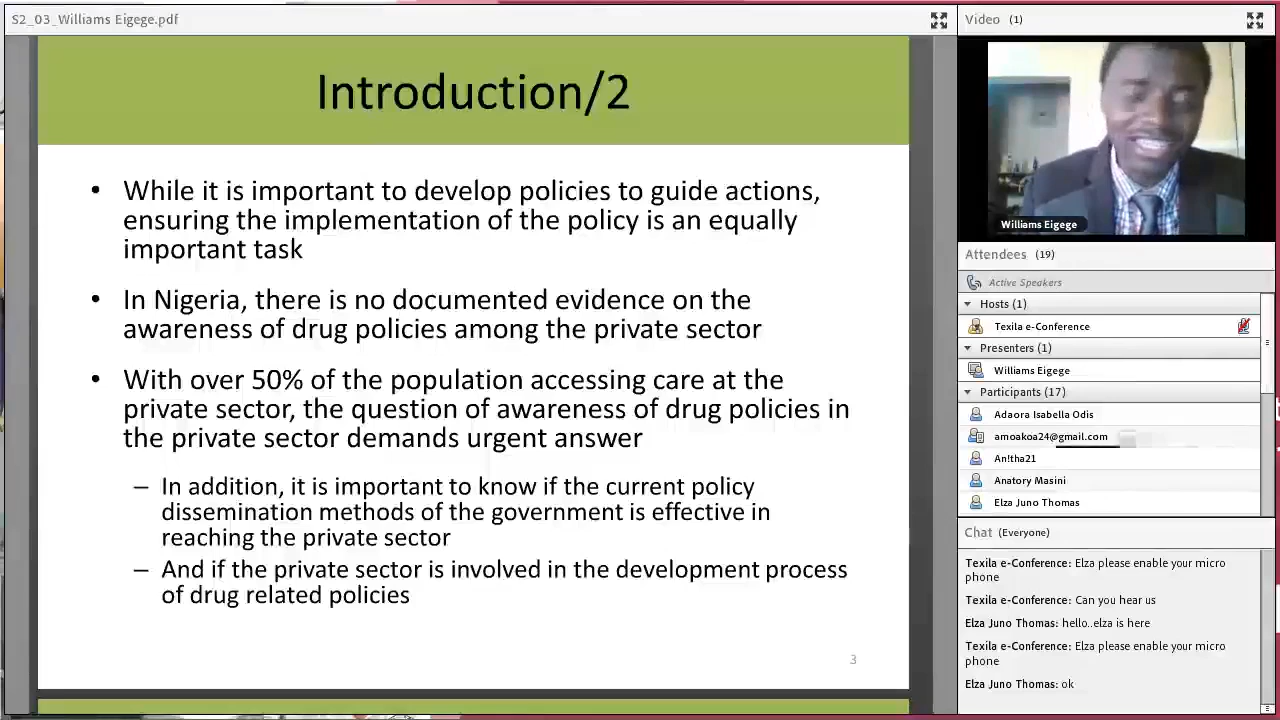 S2_03_Williams Eigege.pdf
Introduction/2
• While it is important to develop policies to guide actions,
ensuring the implementation of the policy is an equally
important task
• In Nigeria, there is no documented evidence on the
awareness of drug policies among the private sector
• With over 50% of the population accessing care at the
private sector, the question of awareness of drug policies in
the private sector demands urgent answer
– In addition, it is important to know if the current policy
dissemination methods of the government is effective in
reaching the private sector
– And if the private sector is involved in the development process
of drug related policies
3
Video (1)
Williams Eigege
Attendees (19)
Active Speakers
Hosts (1)
Texila e-Conference
Presenters (1)
Williams Eigege
Participants (17)
Adaora Isabella Odis
amoakoa24@gmail.com
An!tha21
Anatory Masini
Elza Juno Thomas
Chat (Everyone)
Texila e-Conference: Elza please enable your micro
phone
Texila e-Conference: Can you hear us
Elza Juno Thomas: hello..elza is here
Texila e-Conference: Elza please enable your micro
phone
Elza Juno Thomas: ok